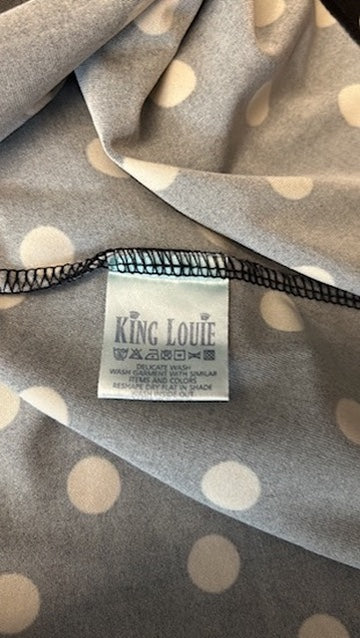 KING LOUIE
DELICATE WASH
WASH GARMENT WITH SIMILAR
ITEMS AND COLORS
RESHAPE DRY FLAT IN SHADE
WASH INSIDE OUT